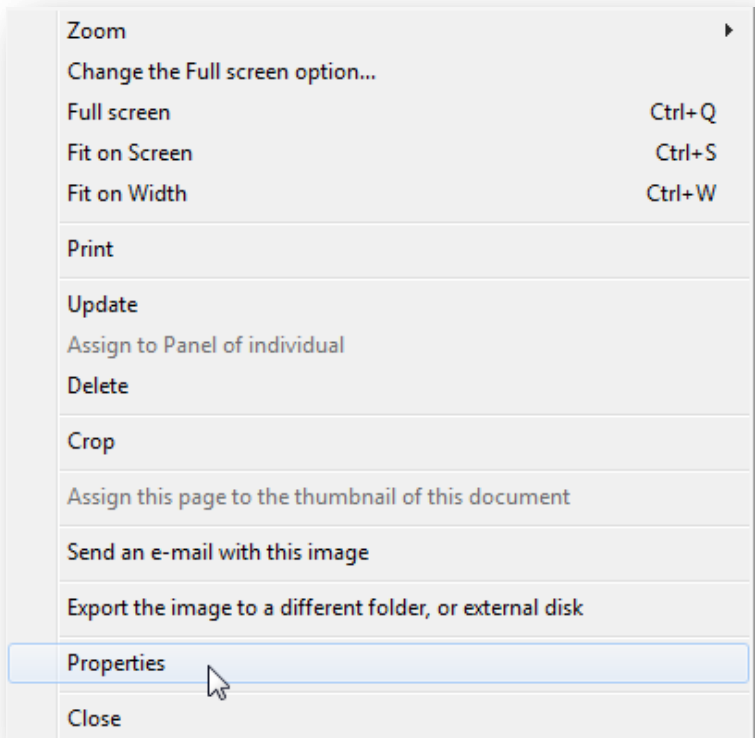 Zoom
Change the Full screen option...
Full screen Ctrl+Q
Fit on Screen Ctrl+S
Fit on Width Ctrl+W
Print
Update
Assign to Panel of individual
Delete
Crop
Assign this page to the thumbnail of this document
Send an e-mail with this image
Export the image to a different folder, or external disk
Properties
Close